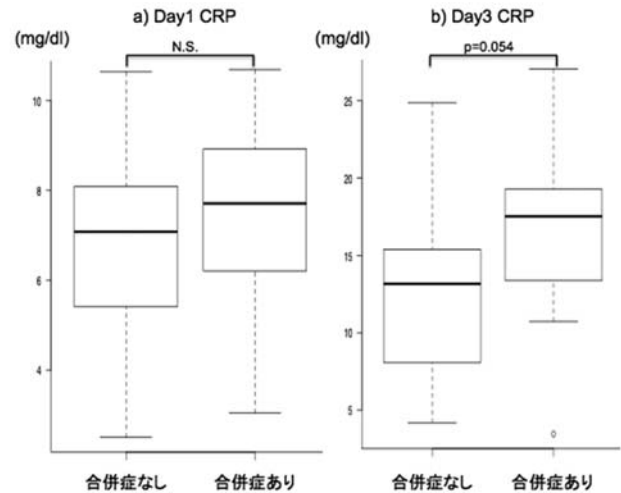 a) Day1 CRP
(mg/dl)
N.S.
10
8
6
4
合併症なし 合併症あり
b) Day3 CRP
(mg/dl)
p=0.054
25
20
15
10
5
合併症なし 合併症あり